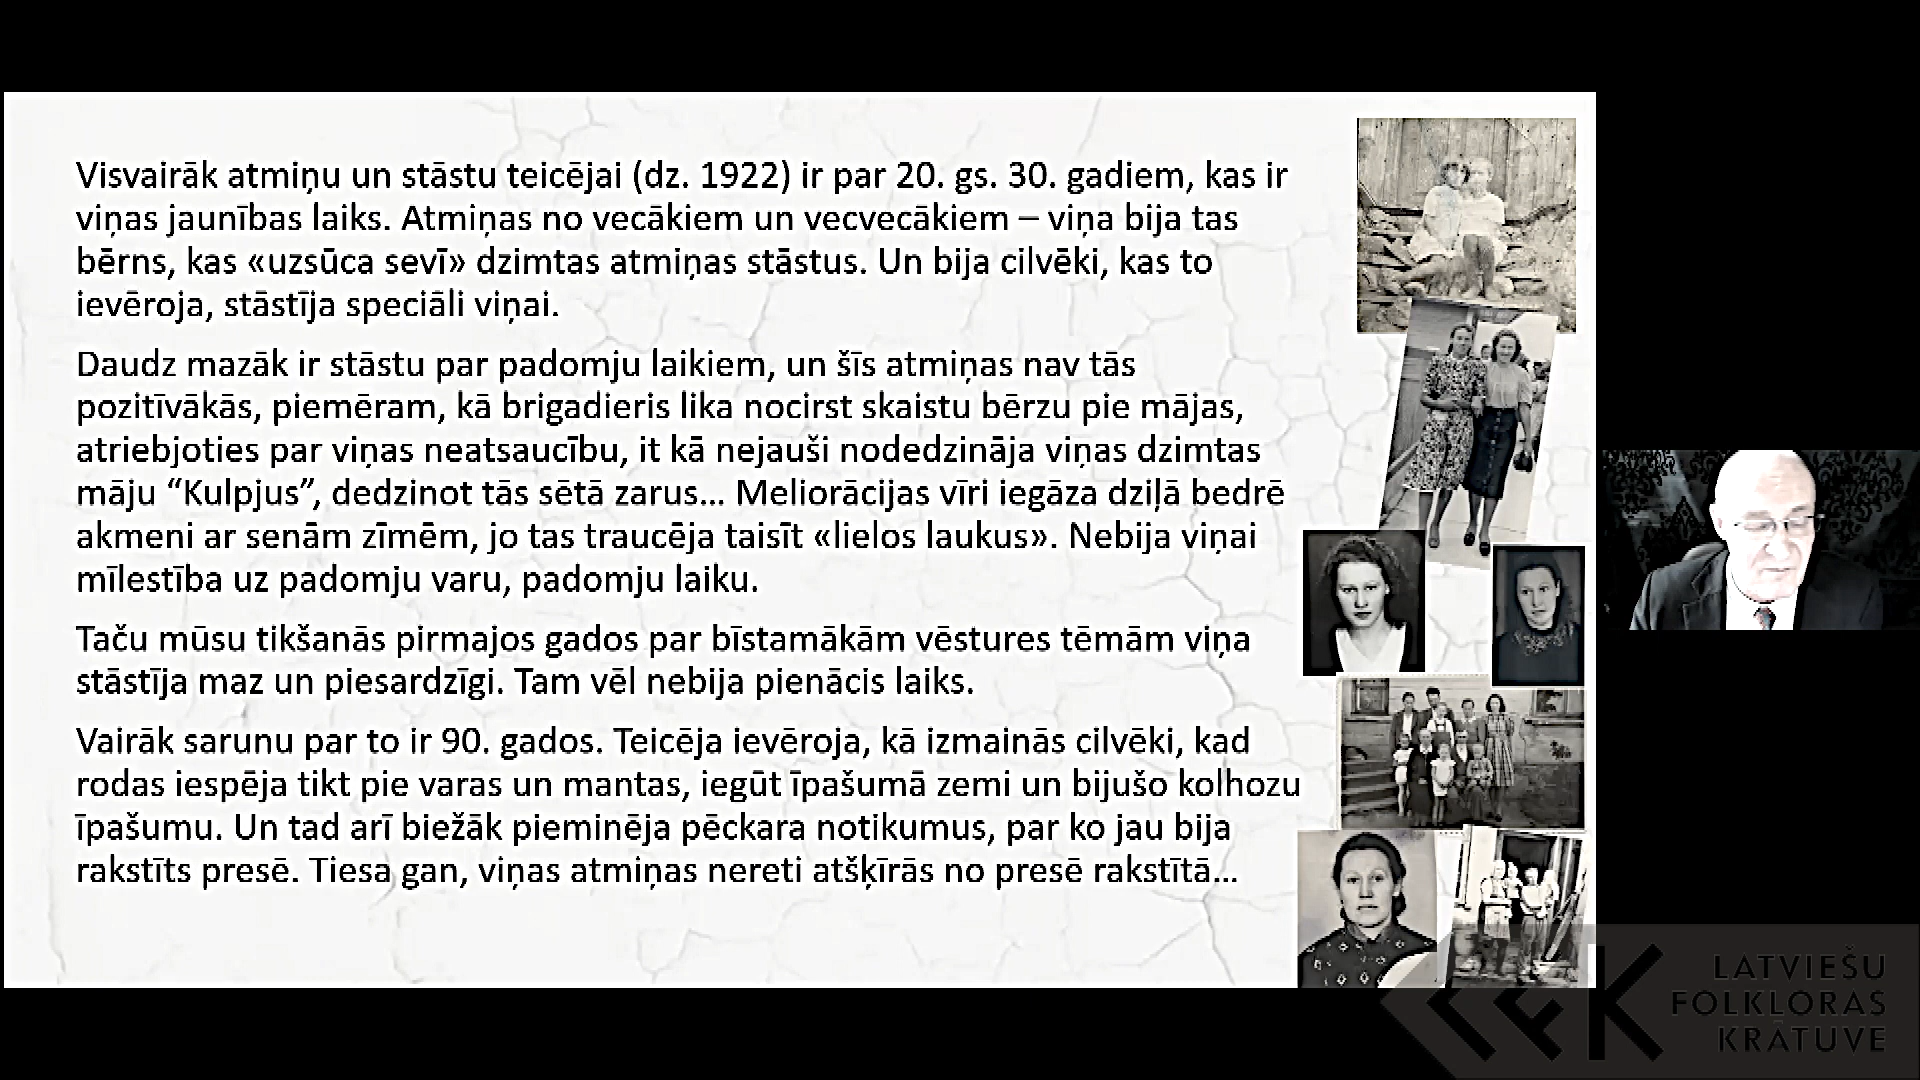 Visvairāk atmiņu un stāstu teicējai (dz. 1922) ir par 20. gs. 30. gadiem, kas ir
viņas jaunības laiks. Atmiņas no vecākiem un vecvecākiem – viņa bija tas
bērns, kas «uzsūca sevī» dzimtas atmiņas stāstus. Un bija cilvēki, kas to
ievēroja, stāstīja speciāli viņai.
Daudz mazāk ir stāstu par padomju laikiem, un šīs atmiņas nav tās
pozitīvākās, piemēram, kā brigadieris lika nocirst skaistu bērzu pie mājas,
atriebjoties par viņas neatsaucību, it kā nejauši nodedzināja viņas dzimtas
māju “Kulpjus”, dedzinot tās sētā zarus... Meliorācijas vīri iegāza dziļā bedrē
akmeni ar senām zīmēm, jo tas traucēja taisīt «lielos laukus». Nebija viņai
mīlestība uz padomju varu, padomju laiku.
Taču mūsu tikšanās pirmajos gados par bīstamākām vēstures tēmām viņa
stāstīja maz un piesardzīgi. Tam vēl nebija pienācis laiks.
Vairāk sarunu par to ir 90. gados. Teicēja ievēroja, kā izmainās cilvēki, kad
rodas iespēja tikt pie varas un mantas, iegūt īpašumā zemi un bijušo kolhozu
īpašumu. Un tad arī biežāk pieminēja pēckara notikumus, par ko jau bija
rakstīts presē. Tiesa gan, viņas atmiņas nereti atšķīrās no presē rakstītā...
LFK
LATVIEŠU
FOLKLORAS
KRĀTUVE